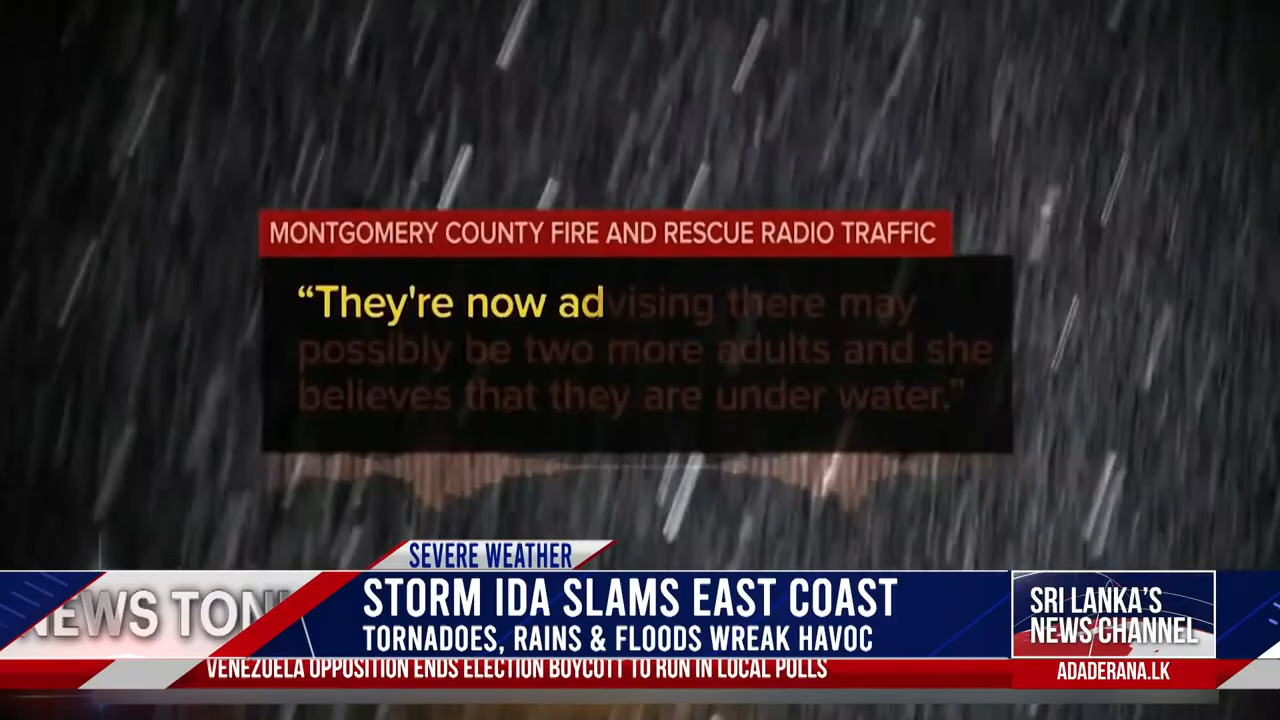 MONTGOMERY COUNTY FIRE AND RESCUE RADIO TRAFFIC
“They're now advising there may
possibly be two more adults and she
believes that they are under water.”
SEVERE WEATHER
STORM IDA SLAMS EAST COAST
TORNADOES, RAINS & FLOODS WREAK HAVOC
NEWS TON
SRI LANKA'S
NEWS CHANNEL
VENEZUELA OPPOSITION ENDS ELECTION BOYCOTT TO RUN IN LOCAL POLLS
ADADERANA.LK